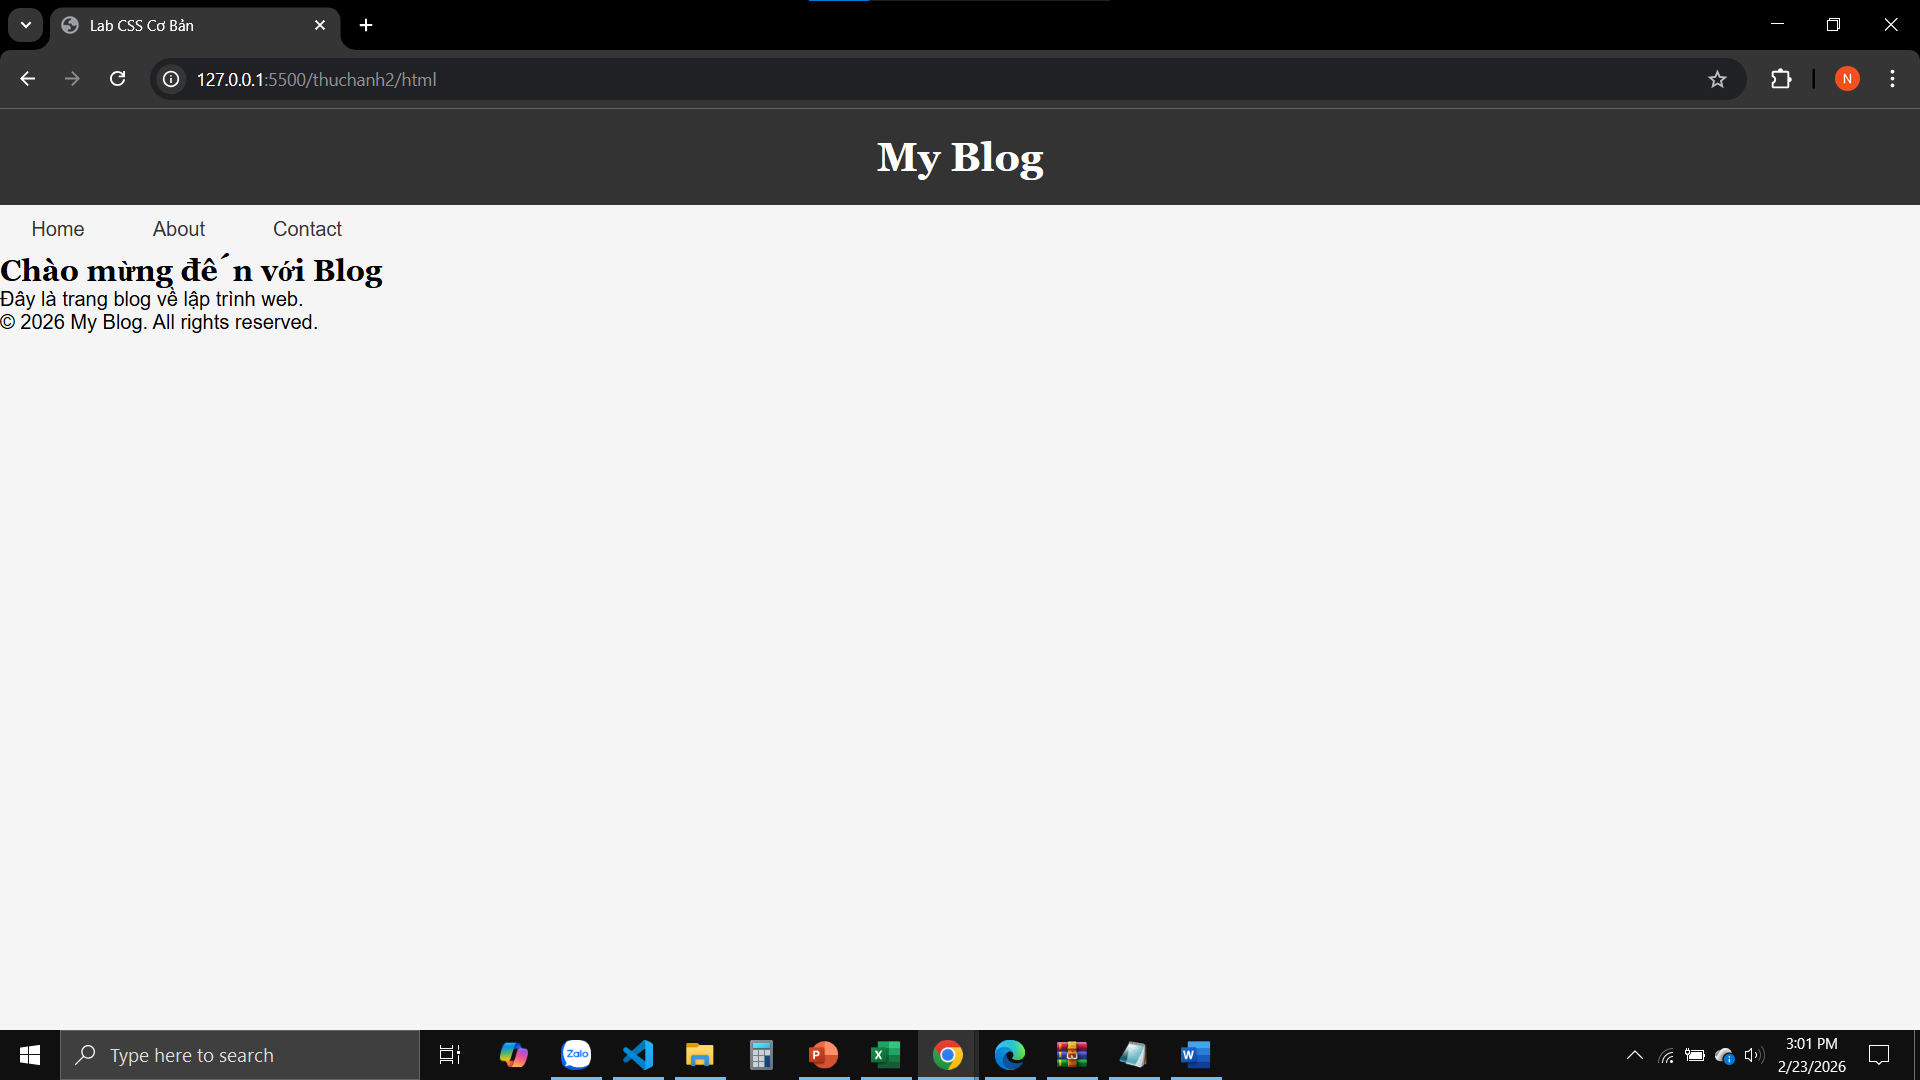 Lab CSS Cơ Bản
127.0.0.1:5500/thuchanh2/html
N
My Blog
Home About Contact
Chào mừng đến với Blog
Đây là trang blog về lập trình web.
© 2026 My Blog. All rights reserved.
Type here to search
Zalo
P
X
W
3:01 PM
2/23/2026